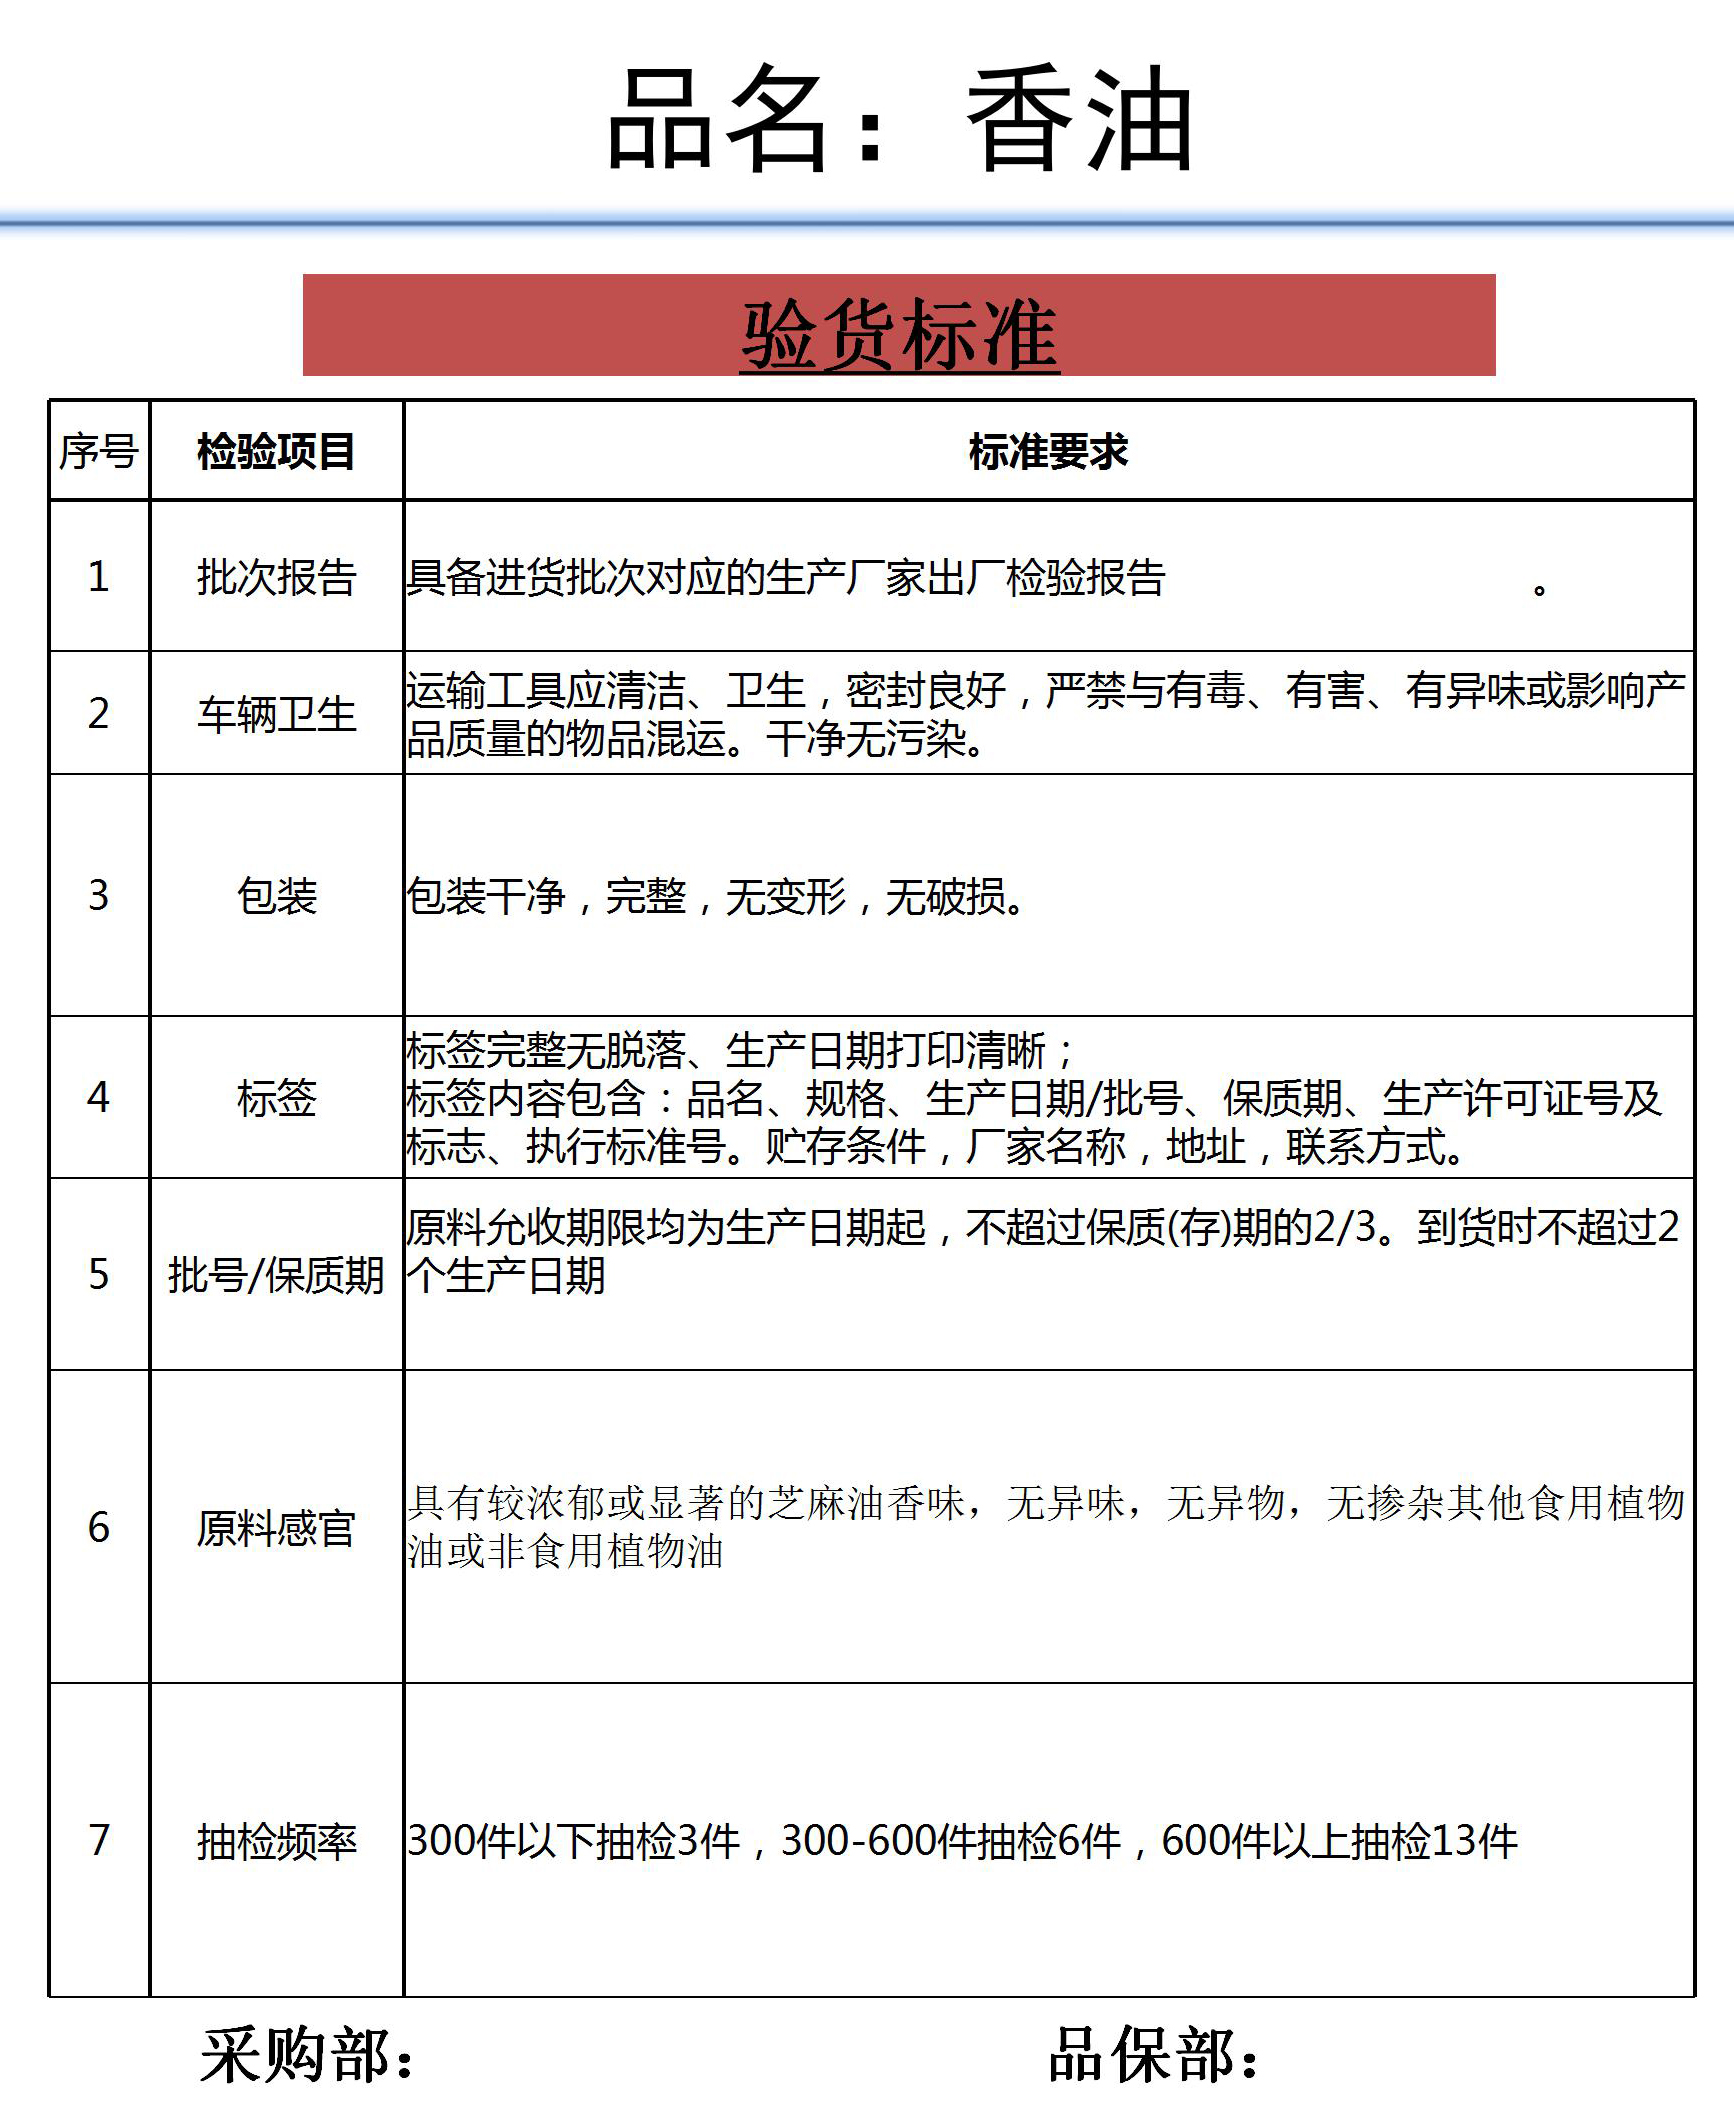 品名：香油
验货标准
序号 检验项目 标准要求
1 批次报告 具备进货批次对应的生产厂家出厂检验报告 。
2 车辆卫生 运输工具应清洁、卫生，密封良好，严禁与有毒、有害、有异味或影响产
品质量的物品混运。干净无污染。
3 包装 包装干净，完整，无变形，无破损。
4 标签 标签完整无脱落、生产日期打印清晰；
标签内容包含：品名、规格、生产日期/批号、保质期、生产许可证号及
标志、执行标准号。贮存条件，厂家名称，地址，联系方式。
5 批号/保质期 原料允收期限均为生产日期起，不超过保质(存)期的2/3。到货时不超过2
个生产日期
6 原料感官 具有较浓郁或显著的芝麻油香味，无异味，无异物，无掺杂其他食用植物
油或非食用植物油
7 抽检频率 300件以下抽检3件，300-600件抽检6件，600件以上抽检13件
采购部： 品保部：